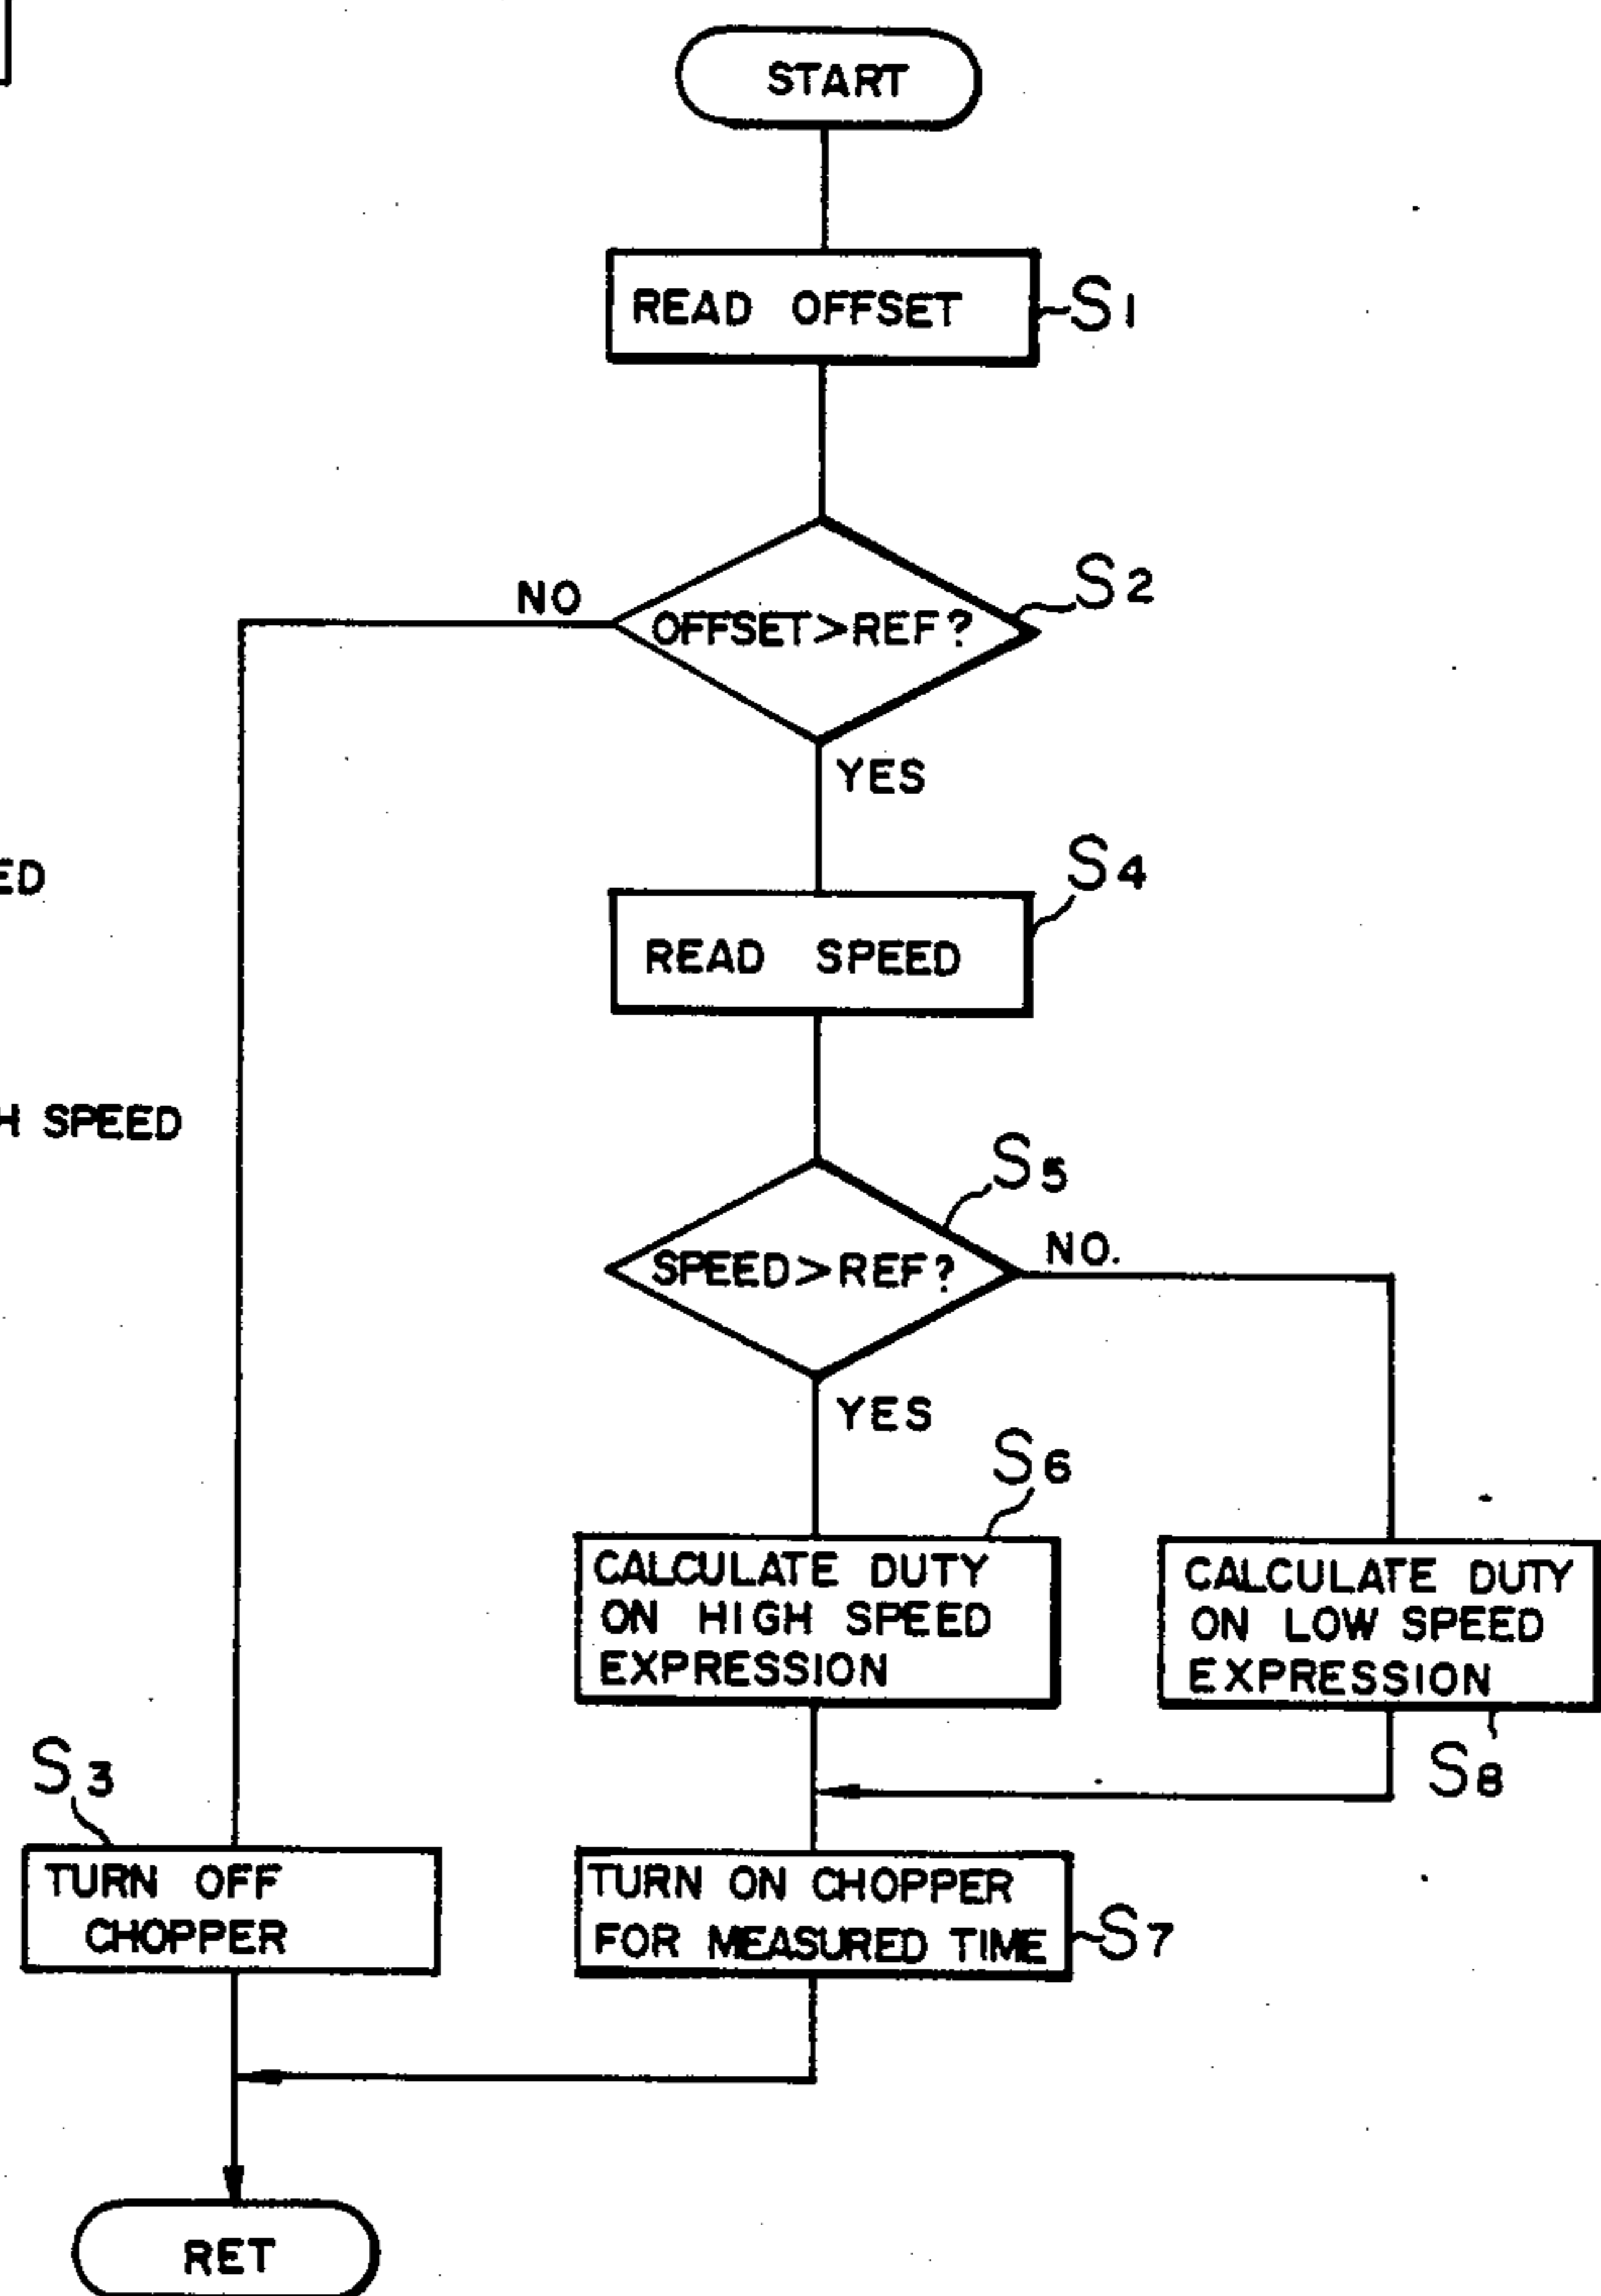 START
READ OFFSET
S1
NO
OFFSET>REF?
S2
YES
ED
S4
READ SPEED
H SPEED
S5
SPEED>REF?
NO.
YES
S6
CALCULATE DUTY
ON HIGH SPEED
EXPRESSION
CALCULATE DUTY
ON LOW SPEED
EXPRESSION
S8
S3
TURN OFF
CHOPPER
TURN ON CHOPPER
FOR MEASURED TIME
S7
RET